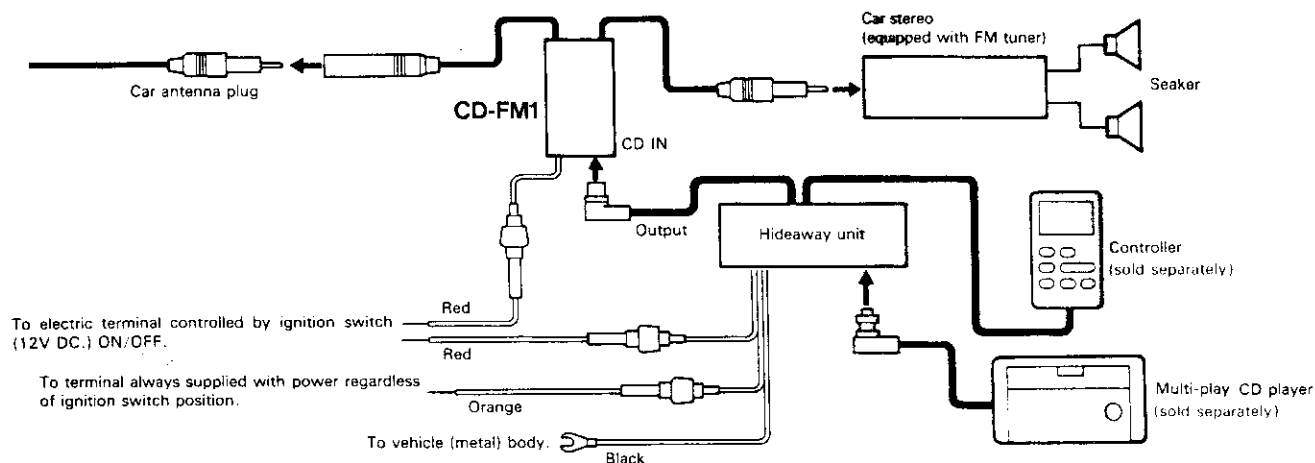 Car stereo
(equipped with FM tuner)
Car antenna plug
Seaker
CD-FM1
CD IN
Output
Hideaway unit
Controller
(sold separately)
Red
To electric terminal controlled by ignition switch
(12V DC.) ON/OFF.
Red
To terminal always supplied with power regardless
of ignition switch position.
Orange
Multi-play CD player
(sold separately)
To vehicle (metal) body.
Black